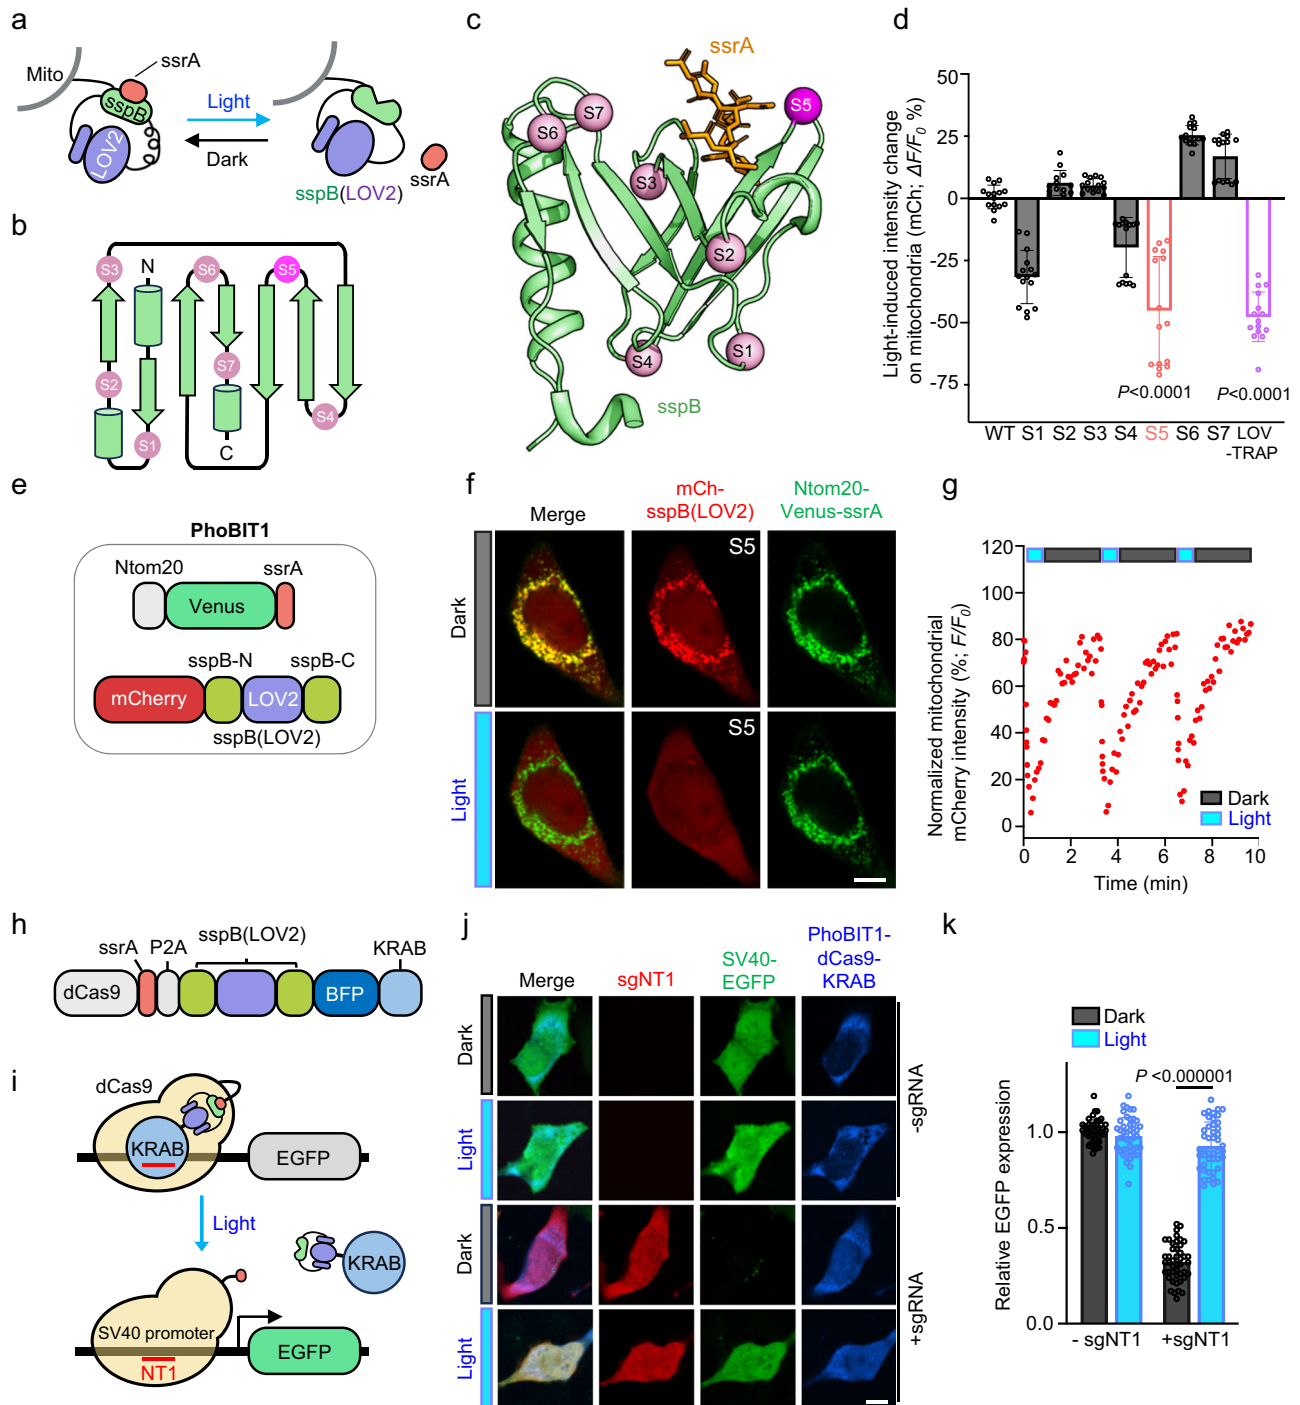 a
Mito
ssrA
sspB
LOV2
Light
Dark
sspB(LOV2)
ssrA
b
S3
N
S6
S5
S2
S7
S1
C
S4
c
ssrA
S7
S6
S5
S3
S2
S4
S1
sspB
d
Light-induced intensity change
on mitochondria (mCh; ΔF/F0 %)
50
25
0
-25
-50
-75
P<0.0001
P<0.0001
WT S1 S2 S3 S4 S5 S6 S7 LOV
-TRAP
e
PhoBIT1
Ntom20
ssrA
Venus
sspB-N
sspB-C
mCherry
LOV2
sspB(LOV2)
f
Merge
mCh-
sspB(LOV2)
Ntom20-
Venus-ssrA
Dark
S5
Light
S5
g
Normalized mitochondrial
mCherry intensity (%; F/F0)
120
100
80
60
40
20
0
Dark
Light
0 2 4 6 8 10
Time (min)
h
ssrA
P2A
sspB(LOV2)
KRAB
dCas9
BFP
i
dCas9
KRAB
EGFP
Light
KRAB
SV40 promoter
NT1
EGFP
j
Merge
sgNT1
SV40-
EGFP
PhoBIT1-
dCas9-
KRAB
Dark
Light
-sgRNA
Dark
Light
+sgRNA
k
Dark
Light
P <0.000001
Relative EGFP expression
1.0
0.5
0.0
- sgNT1
+sgNT1